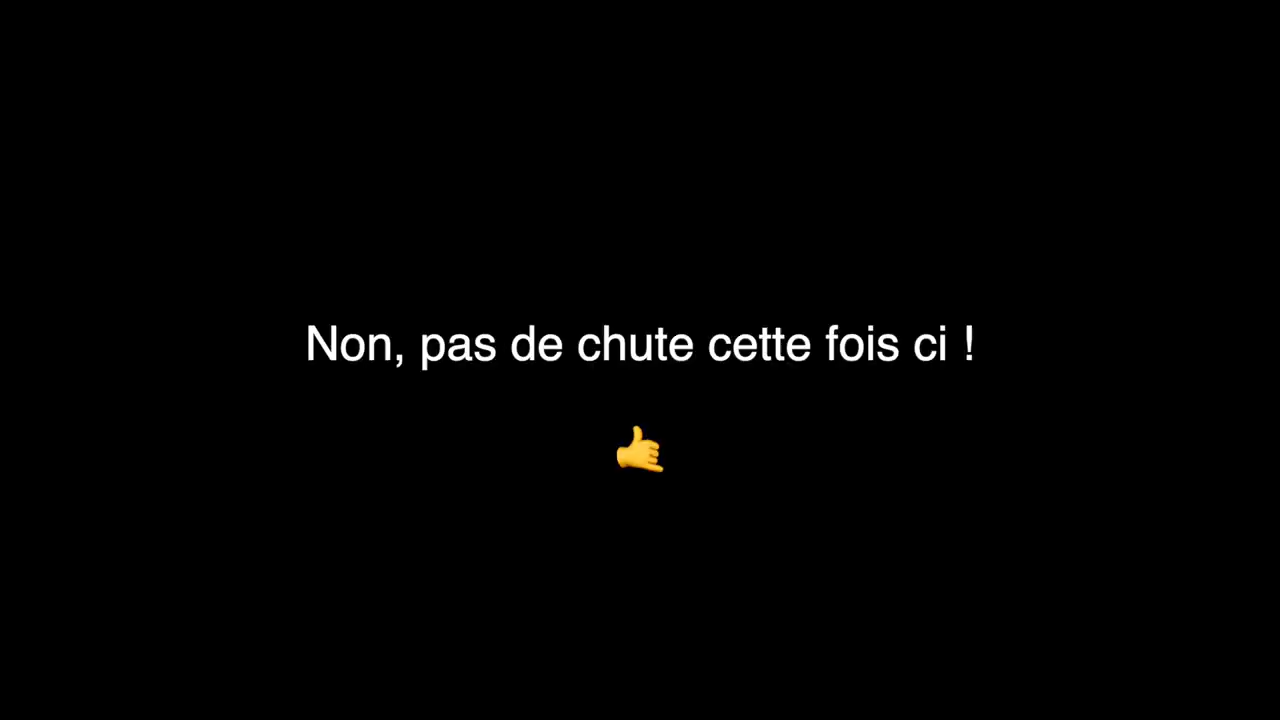 Non, pas de chute cette fois ci !
🤙